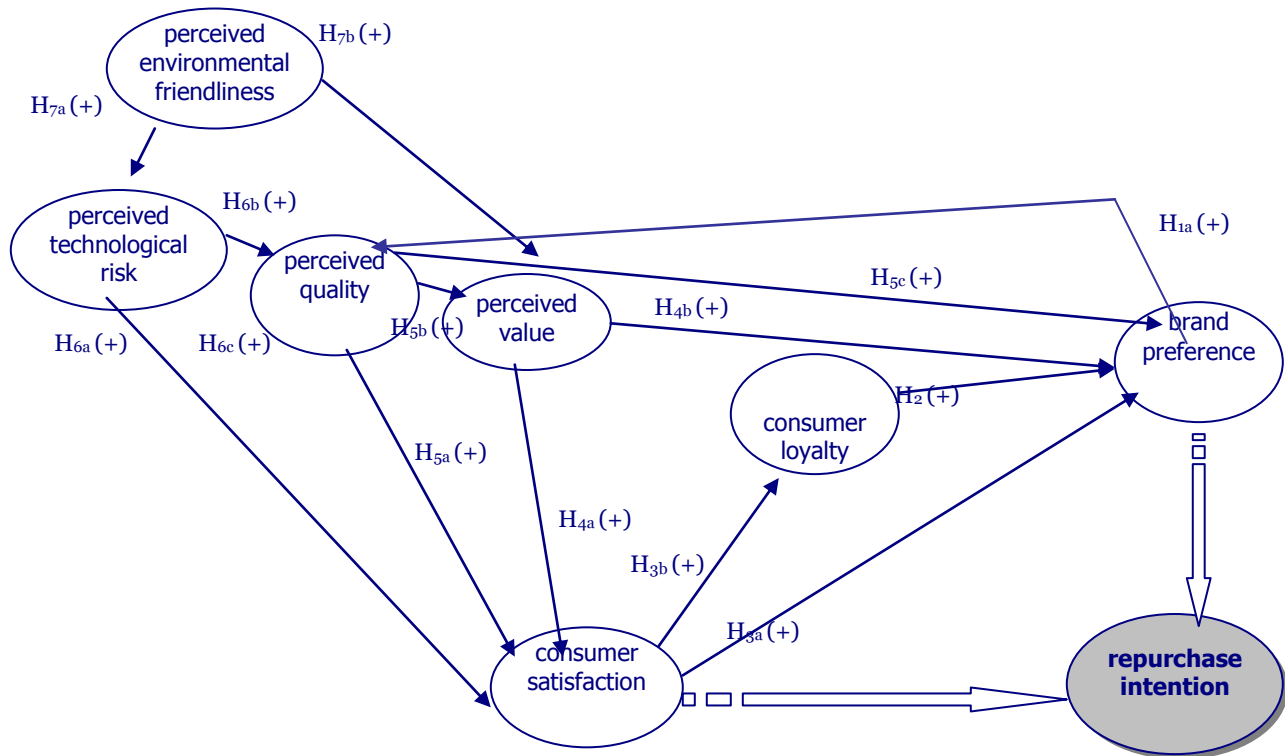 perceived
environmental
friendliness
H7b (+)
H7a (+)
perceived
technological
risk
H6b (+)
H1a (+)
perceived
quality
H5c (+)
perceived
value
H4b (+)
brand
preference
H6a (+)
H6c (+)
H5b (+)
H2 (+)
consumer
loyalty
H5a (+)
H4a (+)
H3b (+)
H3a (+)
consumer
satisfaction
repurchase
intention